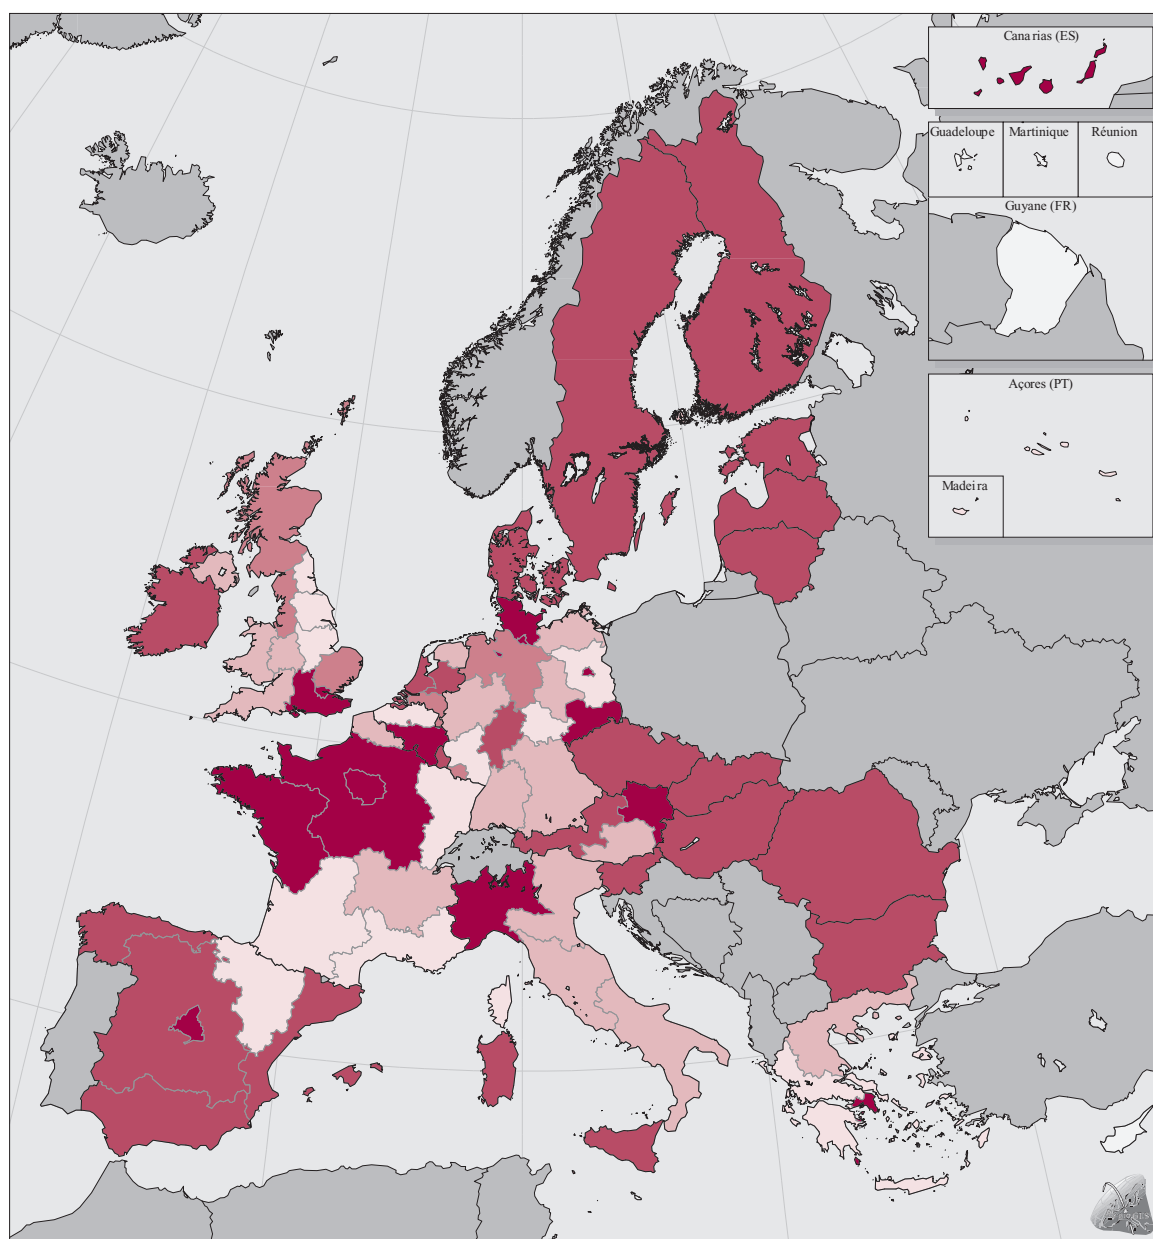 Canarias (ES)
Guadeloupe
Martinique
Réunion
Guyane (FR)
Açores (PT)
Madeira